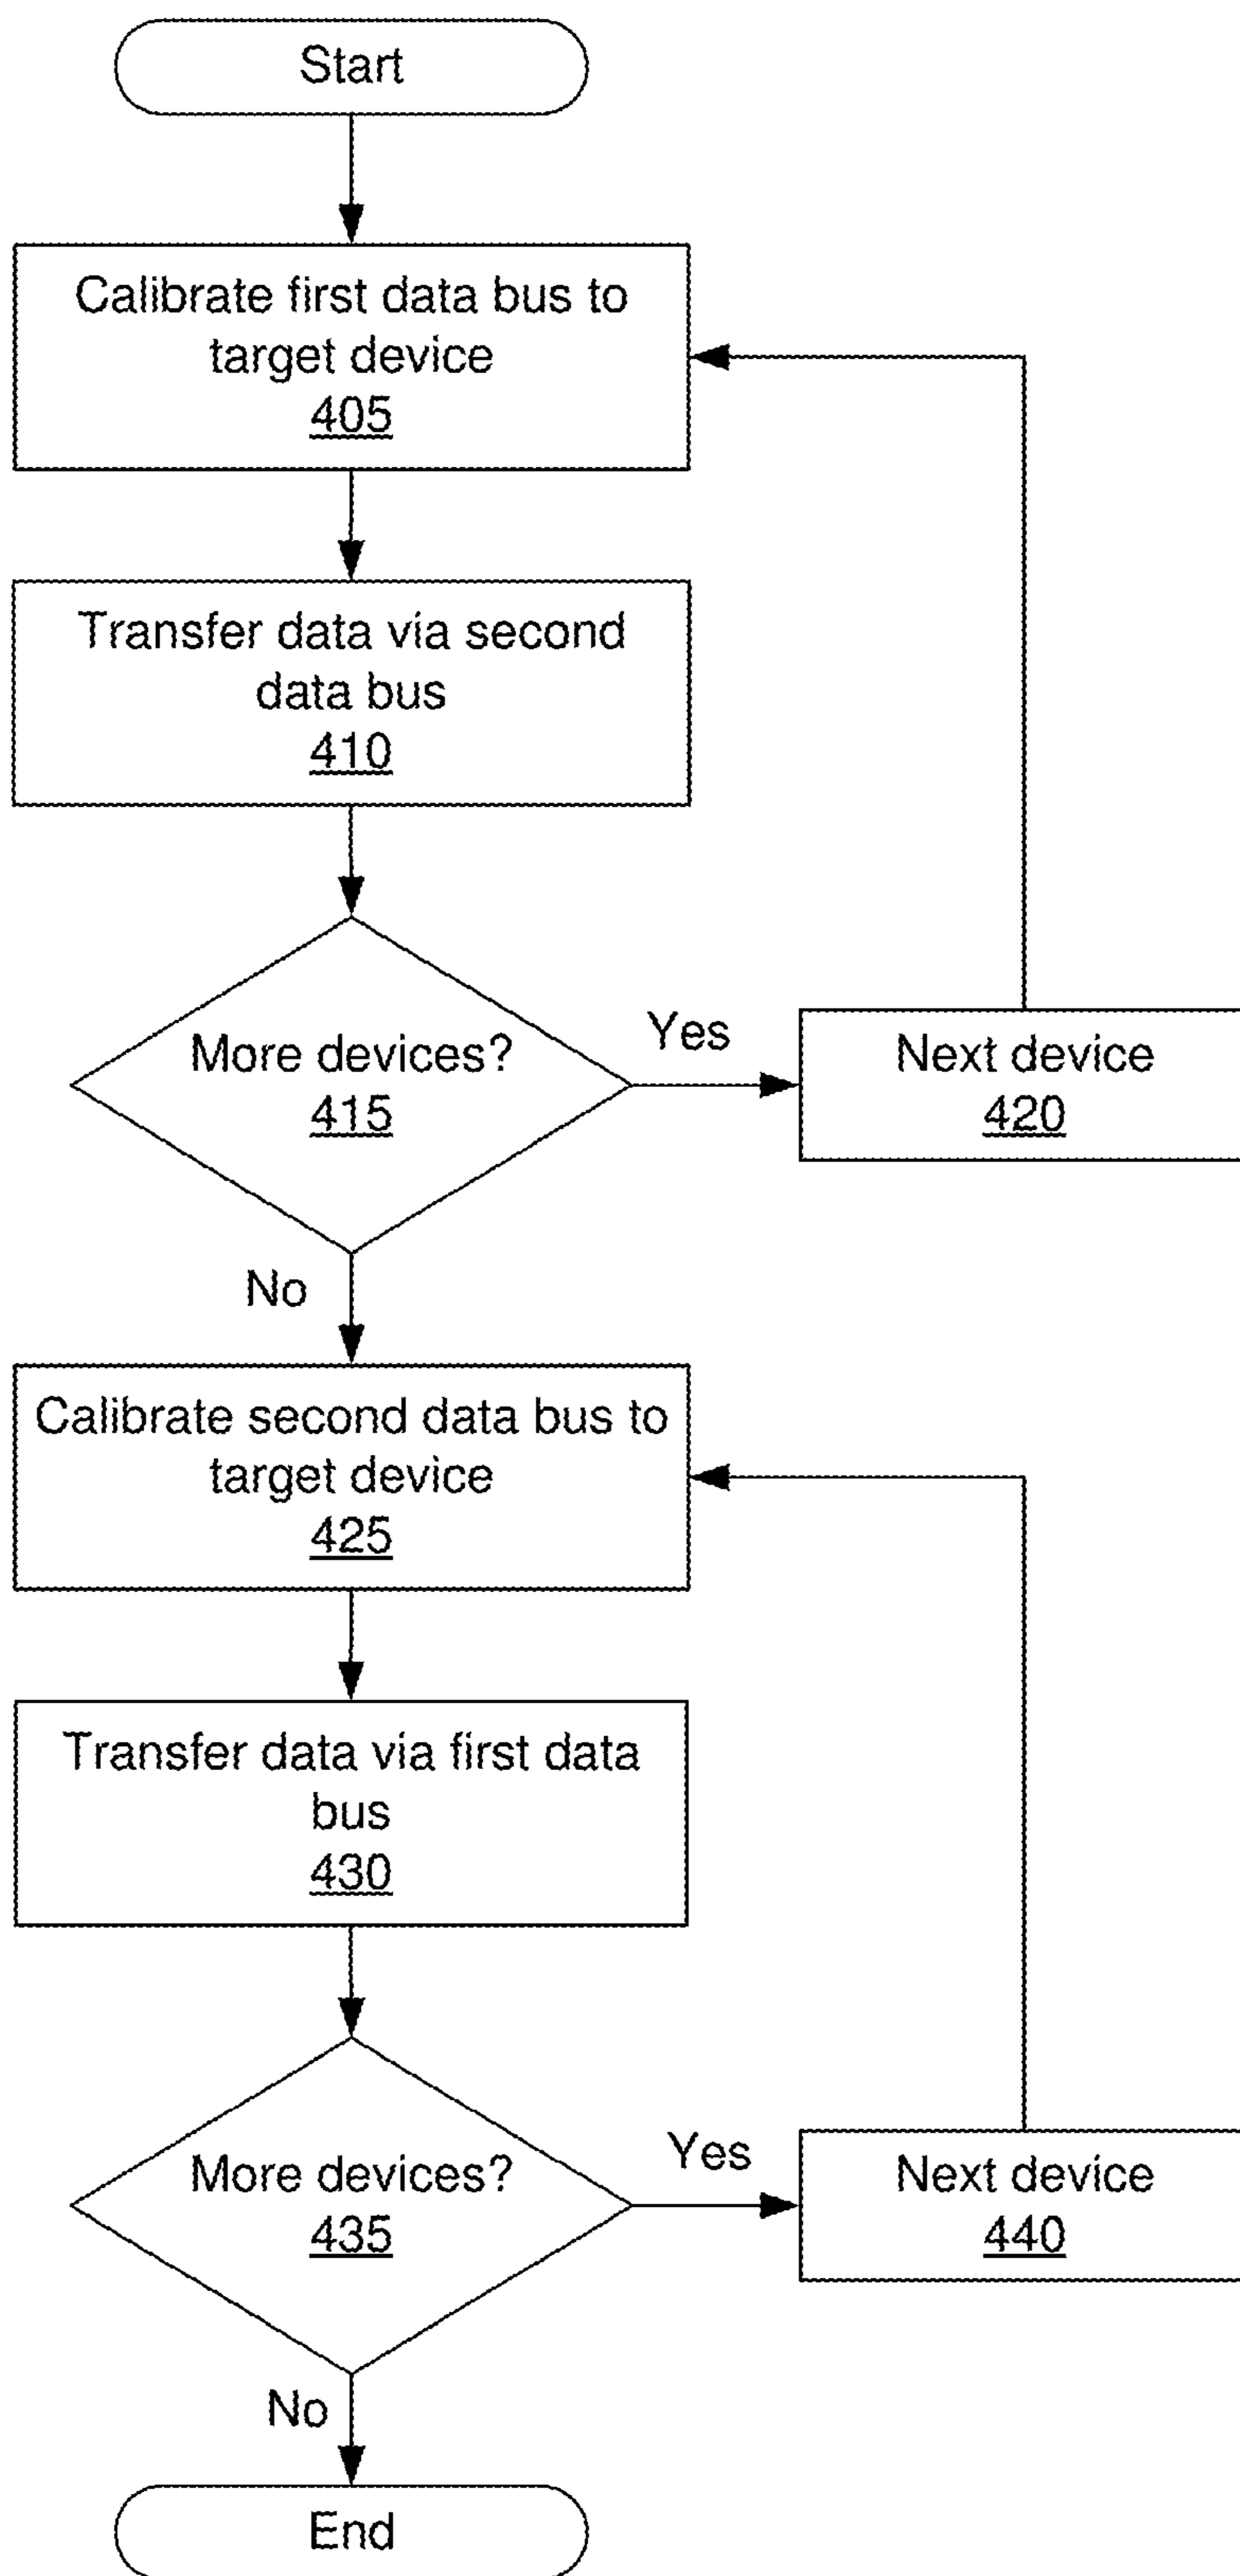 Start
Calibrate first data bus to
target device
405
Transfer data via second
data bus
410
More devices?
415
Yes
Next device
420
No
Calibrate second data bus to
target device
425
Transfer data via first data
bus
430
More devices?
435
Yes
Next device
440
No
End